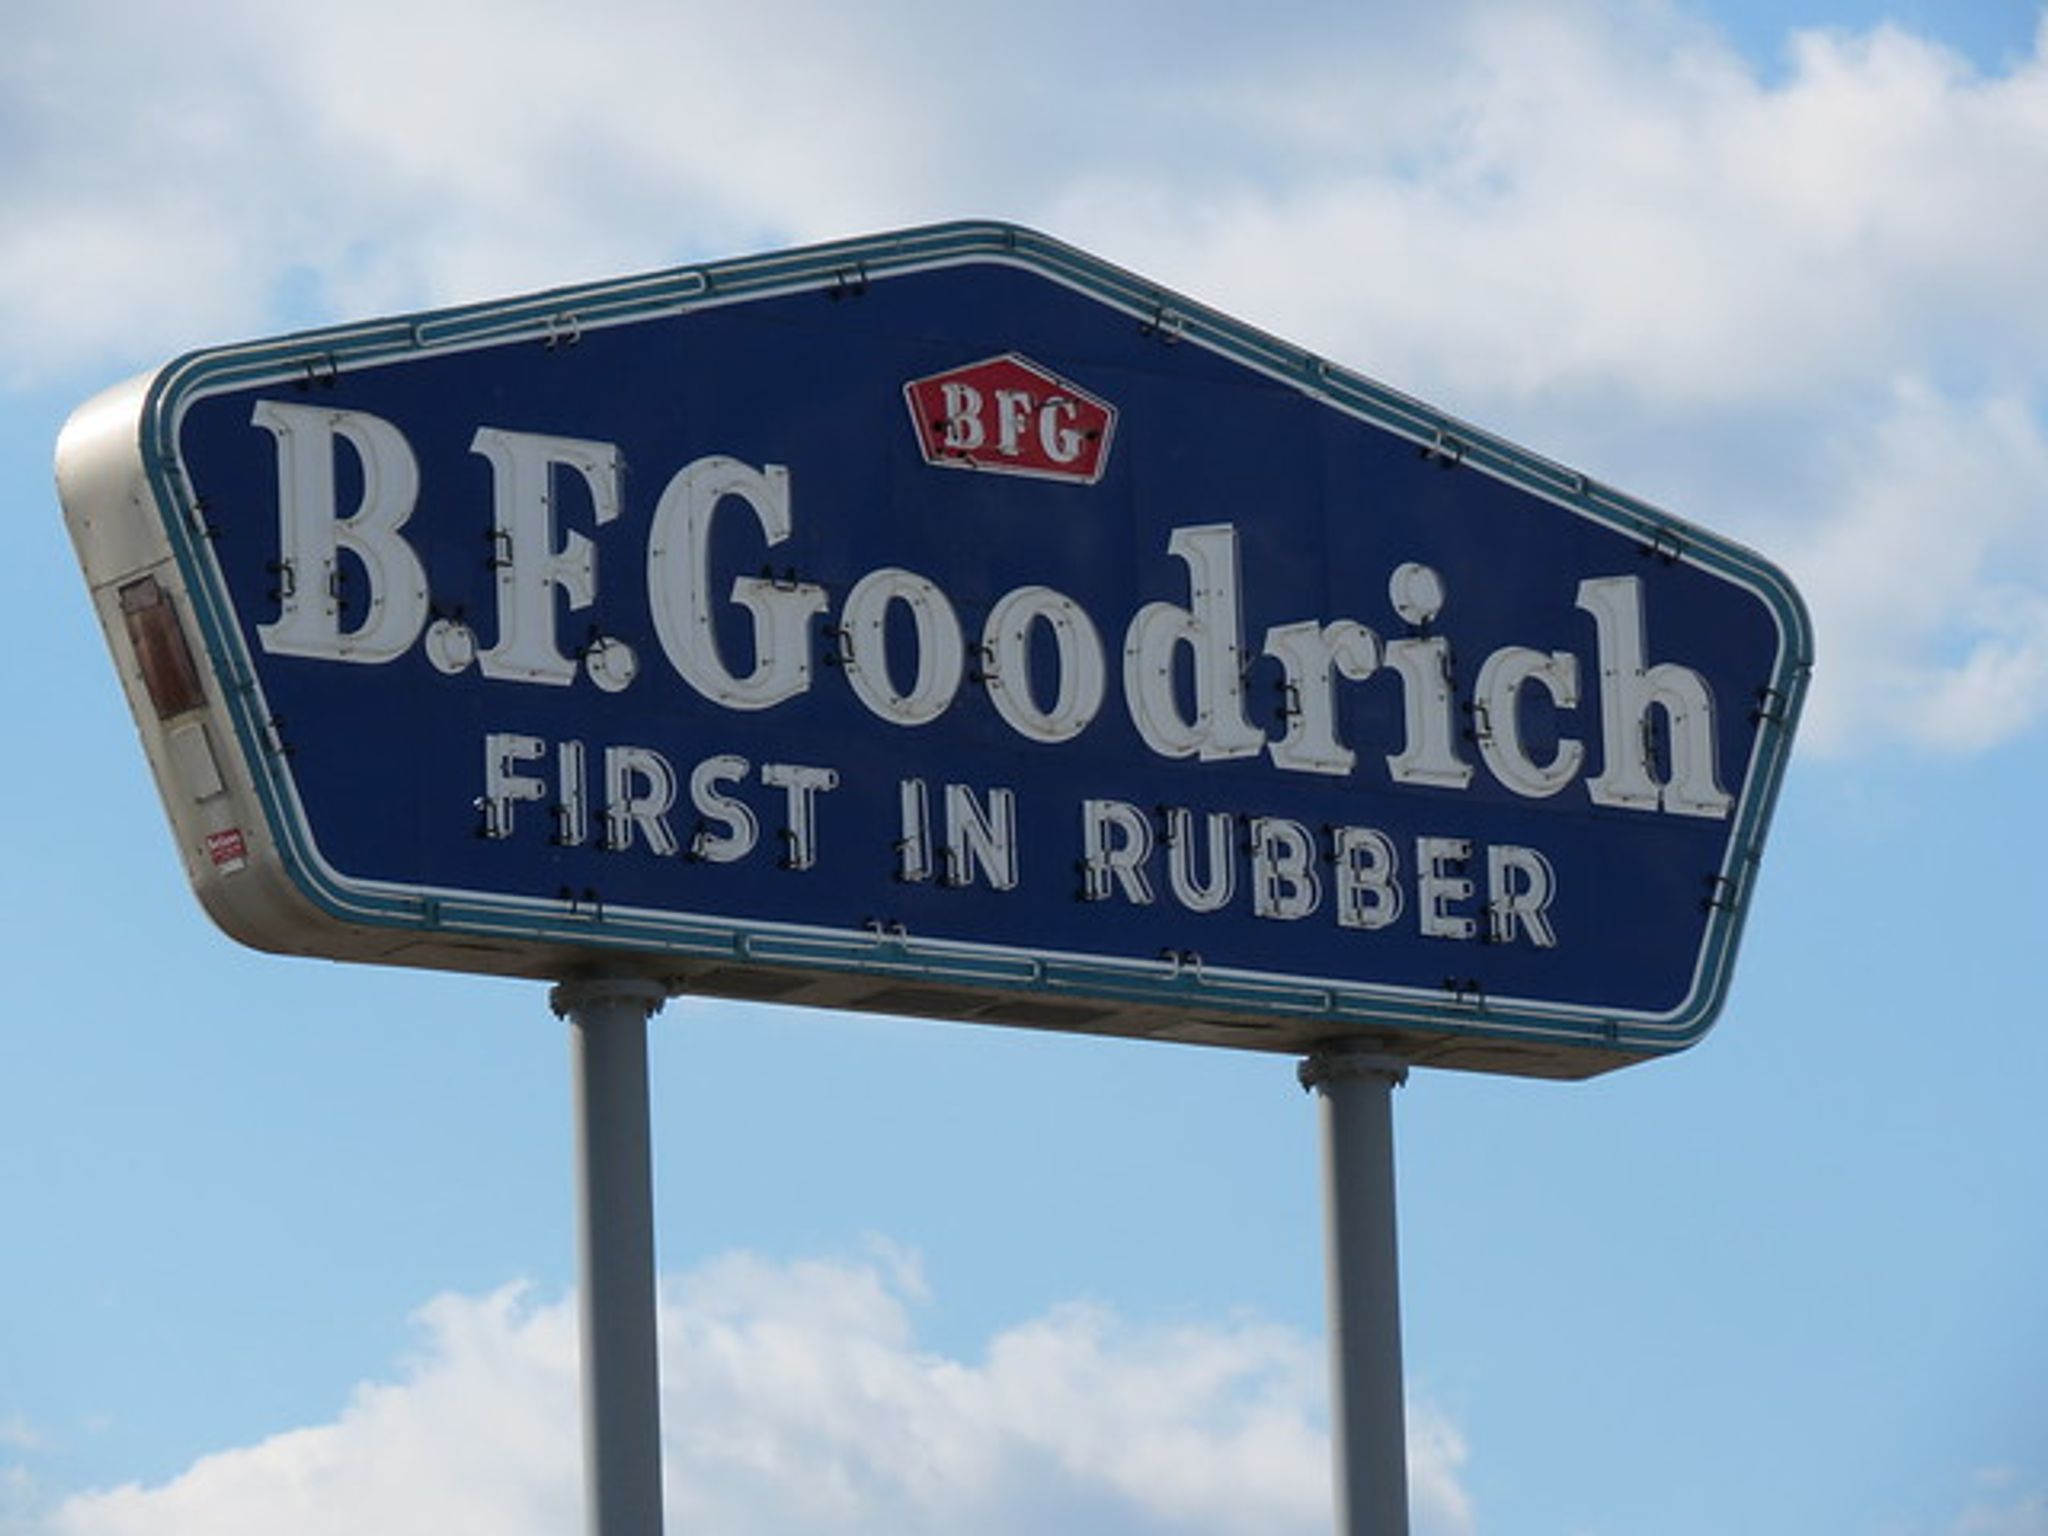 BFG
B.F.Goodrich
FIRST IN RUBBER